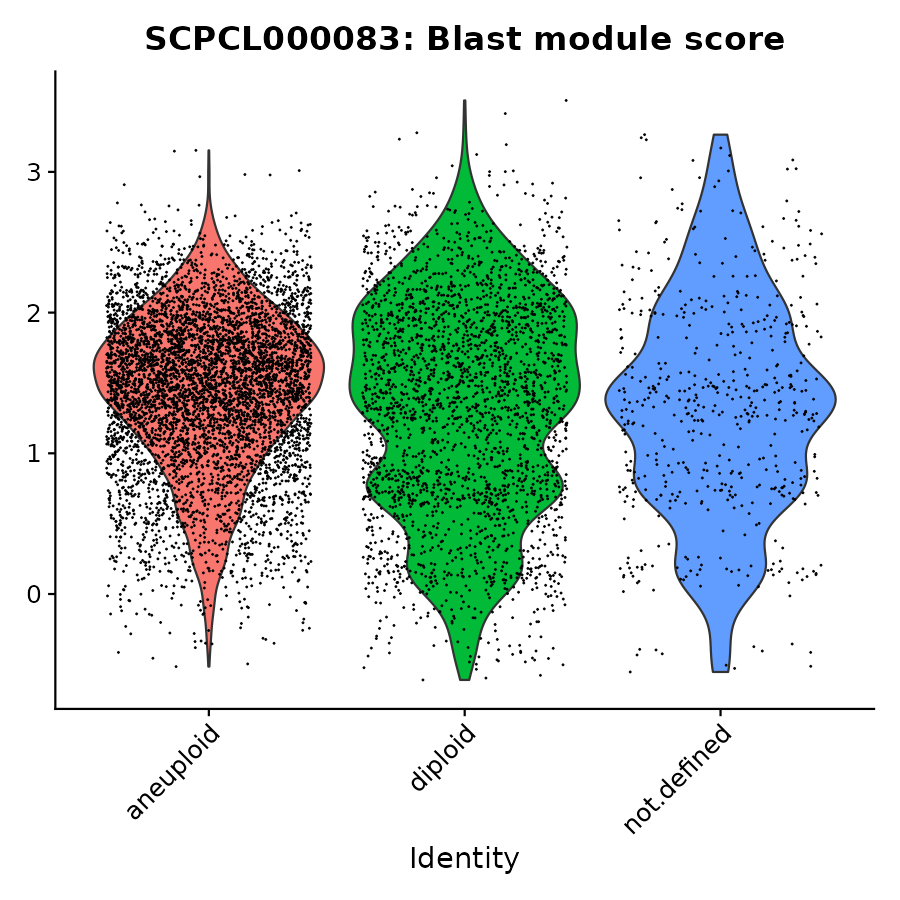 SCPCL000083: Blast module score
3
2
1
0
aneuploid
diploid
not.defined
Identity